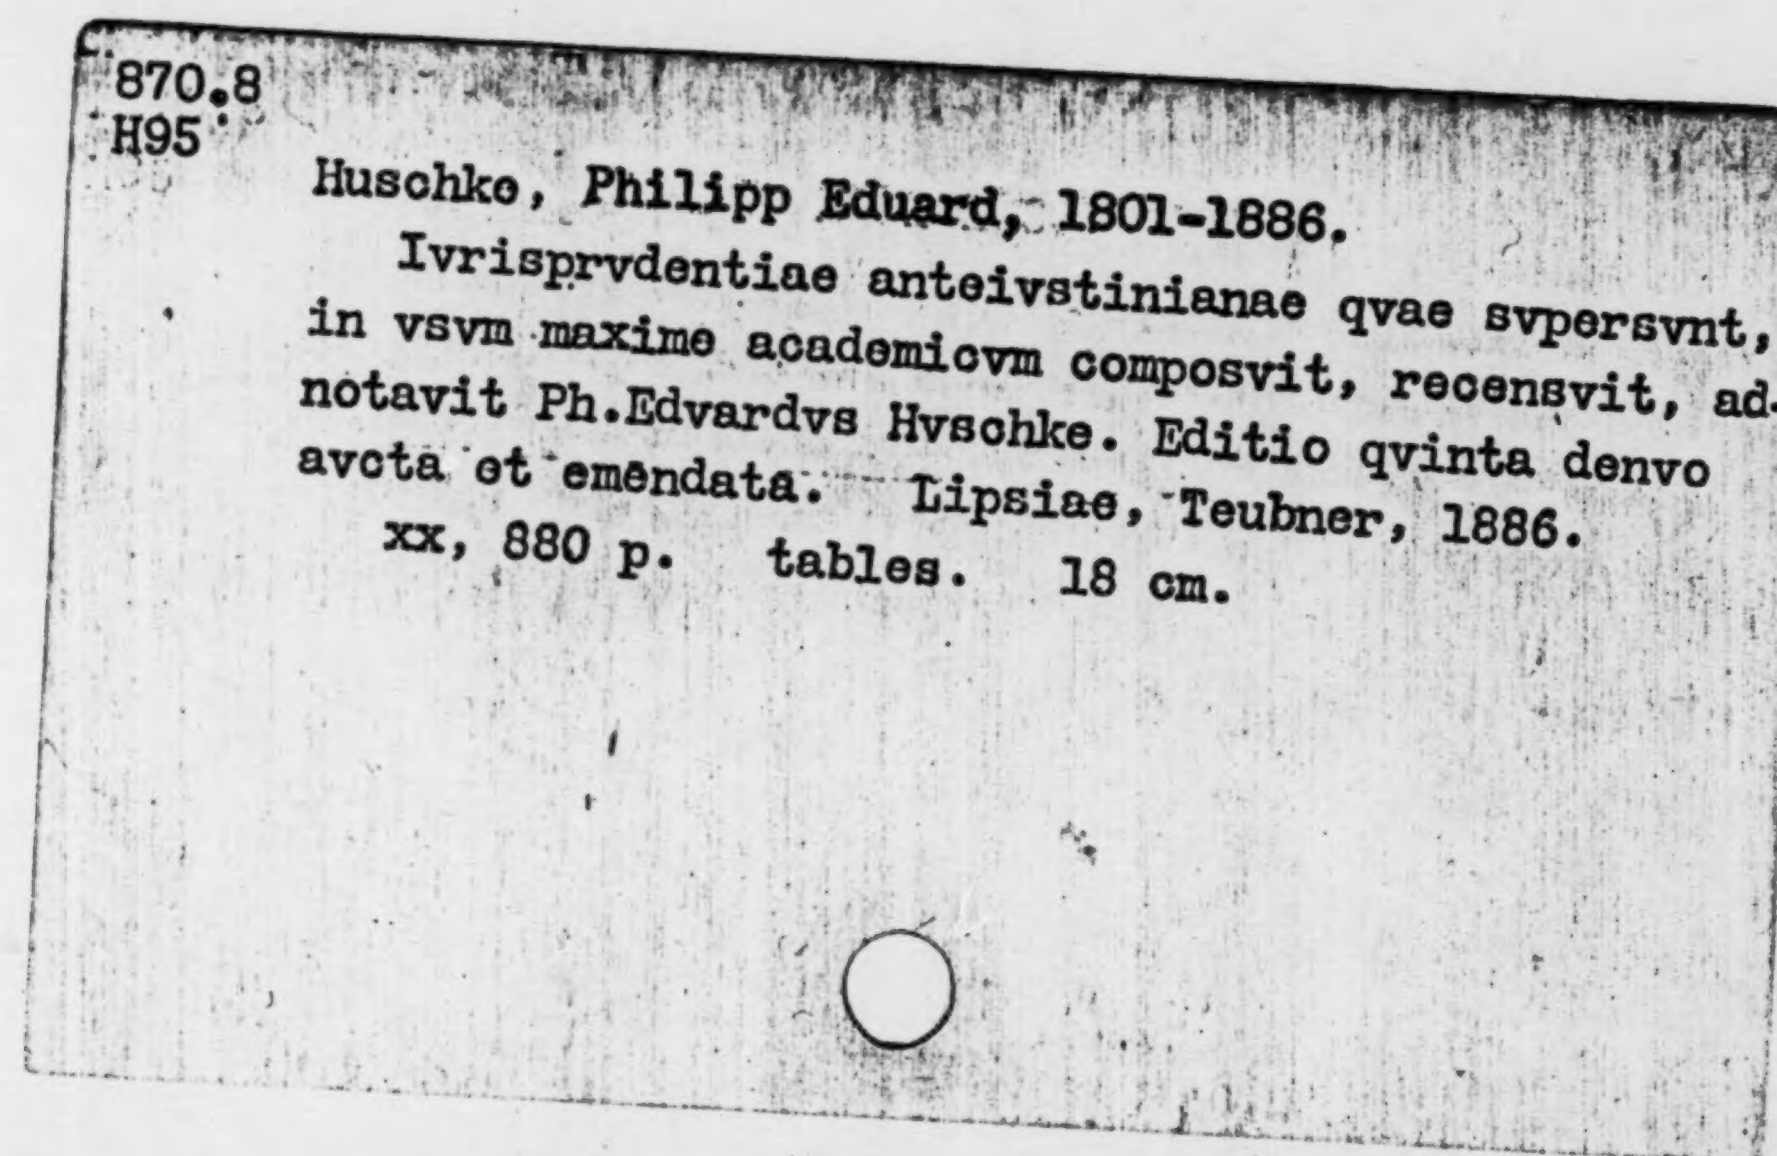 870.8
H95
Huschke, Philipp Eduard, 1801-1886.
Ivrisprvdentiae anteivstinianae qvae svpersvnt,
in vsvm maxime academicvm composvit, recensvit, ad-
notavit Ph.Edvardvs Hvschke. Editio qvinta denvo
avcta et emendata. Lipsiae, Teubner, 1886.
xx, 880 p. tables. 18 cm.